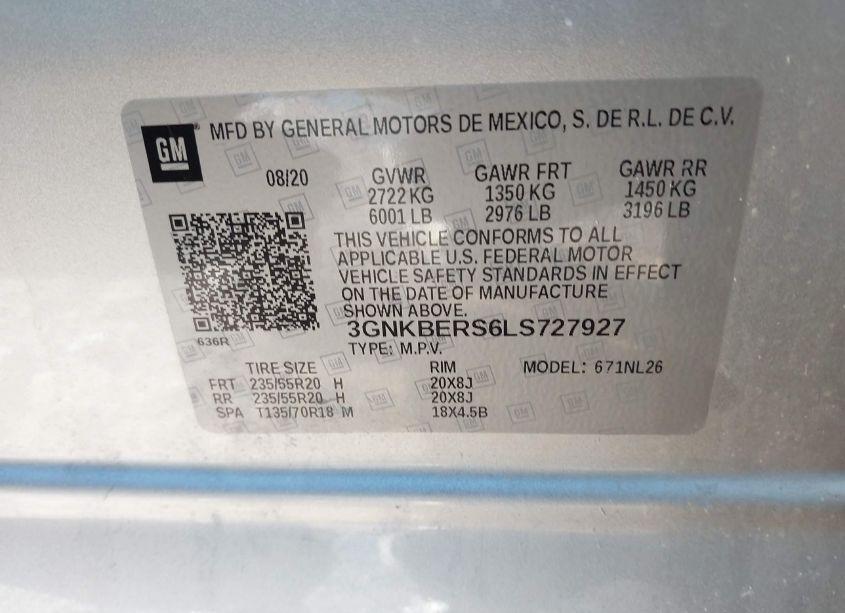 GM® MFD BY GENERAL MOTORS DE MEXICO, S. DE R.L. DE C.V.
08/20 GVWR GAWR FRT GAWR RR
2722 KG 1350 KG 1450 KG
6001 LB 2976 LB 3196 LB
THIS VEHICLE CONFORMS TO ALL
APPLICABLE U.S. FEDERAL MOTOR
VEHICLE SAFETY STANDARDS IN EFFECT
ON THE DATE OF MANUFACTURE
SHOWN ABOVE.
3GNKBERS6LS727927
636R TYPE: M.P.V.
TIRE SIZE RIM MODEL: 671NL26
FRT 235/55R20 H 20X8J
RR 235/55R20 H 20X8J
SPA T135/70R18 M 18X4.5B